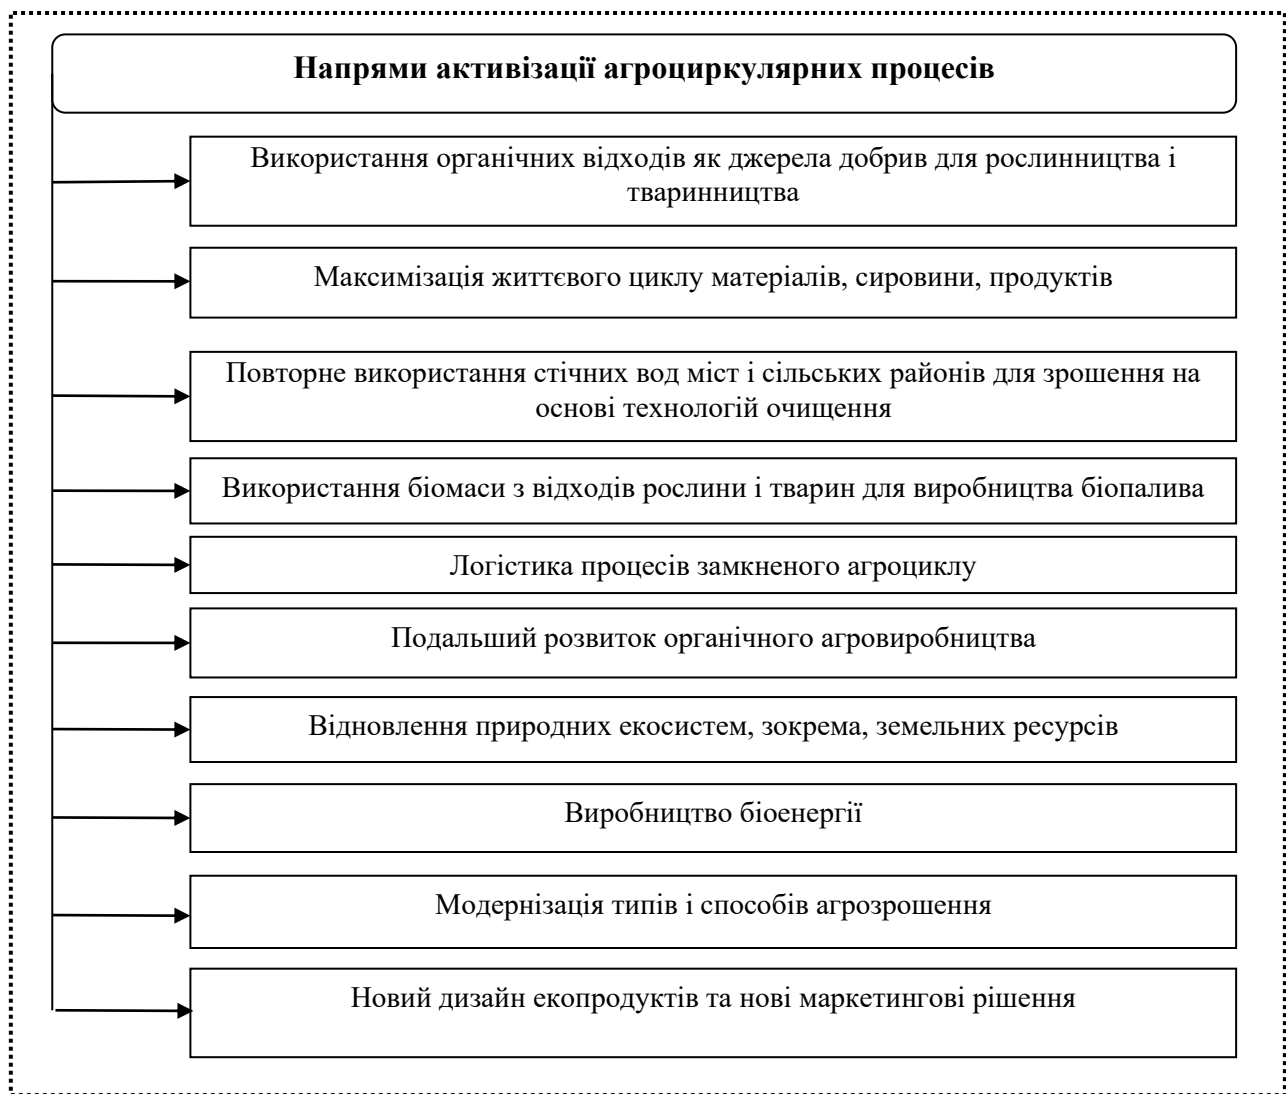 Напрями активізації агроциркулярних процесів
Використання органічних відходів як джерела добрив для рослинництва і
тваринництва
Максимізація життєвого циклу матеріалів, сировини, продуктів
Повторне використання стічних вод міст і сільських районів для зрошення на
основі технологій очищення
Використання біомаси з відходів рослини і тварин для виробництва біопалива
Логістика процесів замкненого агроциклу
Подальший розвиток органічного агровиробництва
Відновлення природних екосистем, зокрема, земельних ресурсів
Виробництво біоенергії
Модернізація типів і способів агрозрошення
Новий дизайн екопродуктів та нові маркетингові рішення